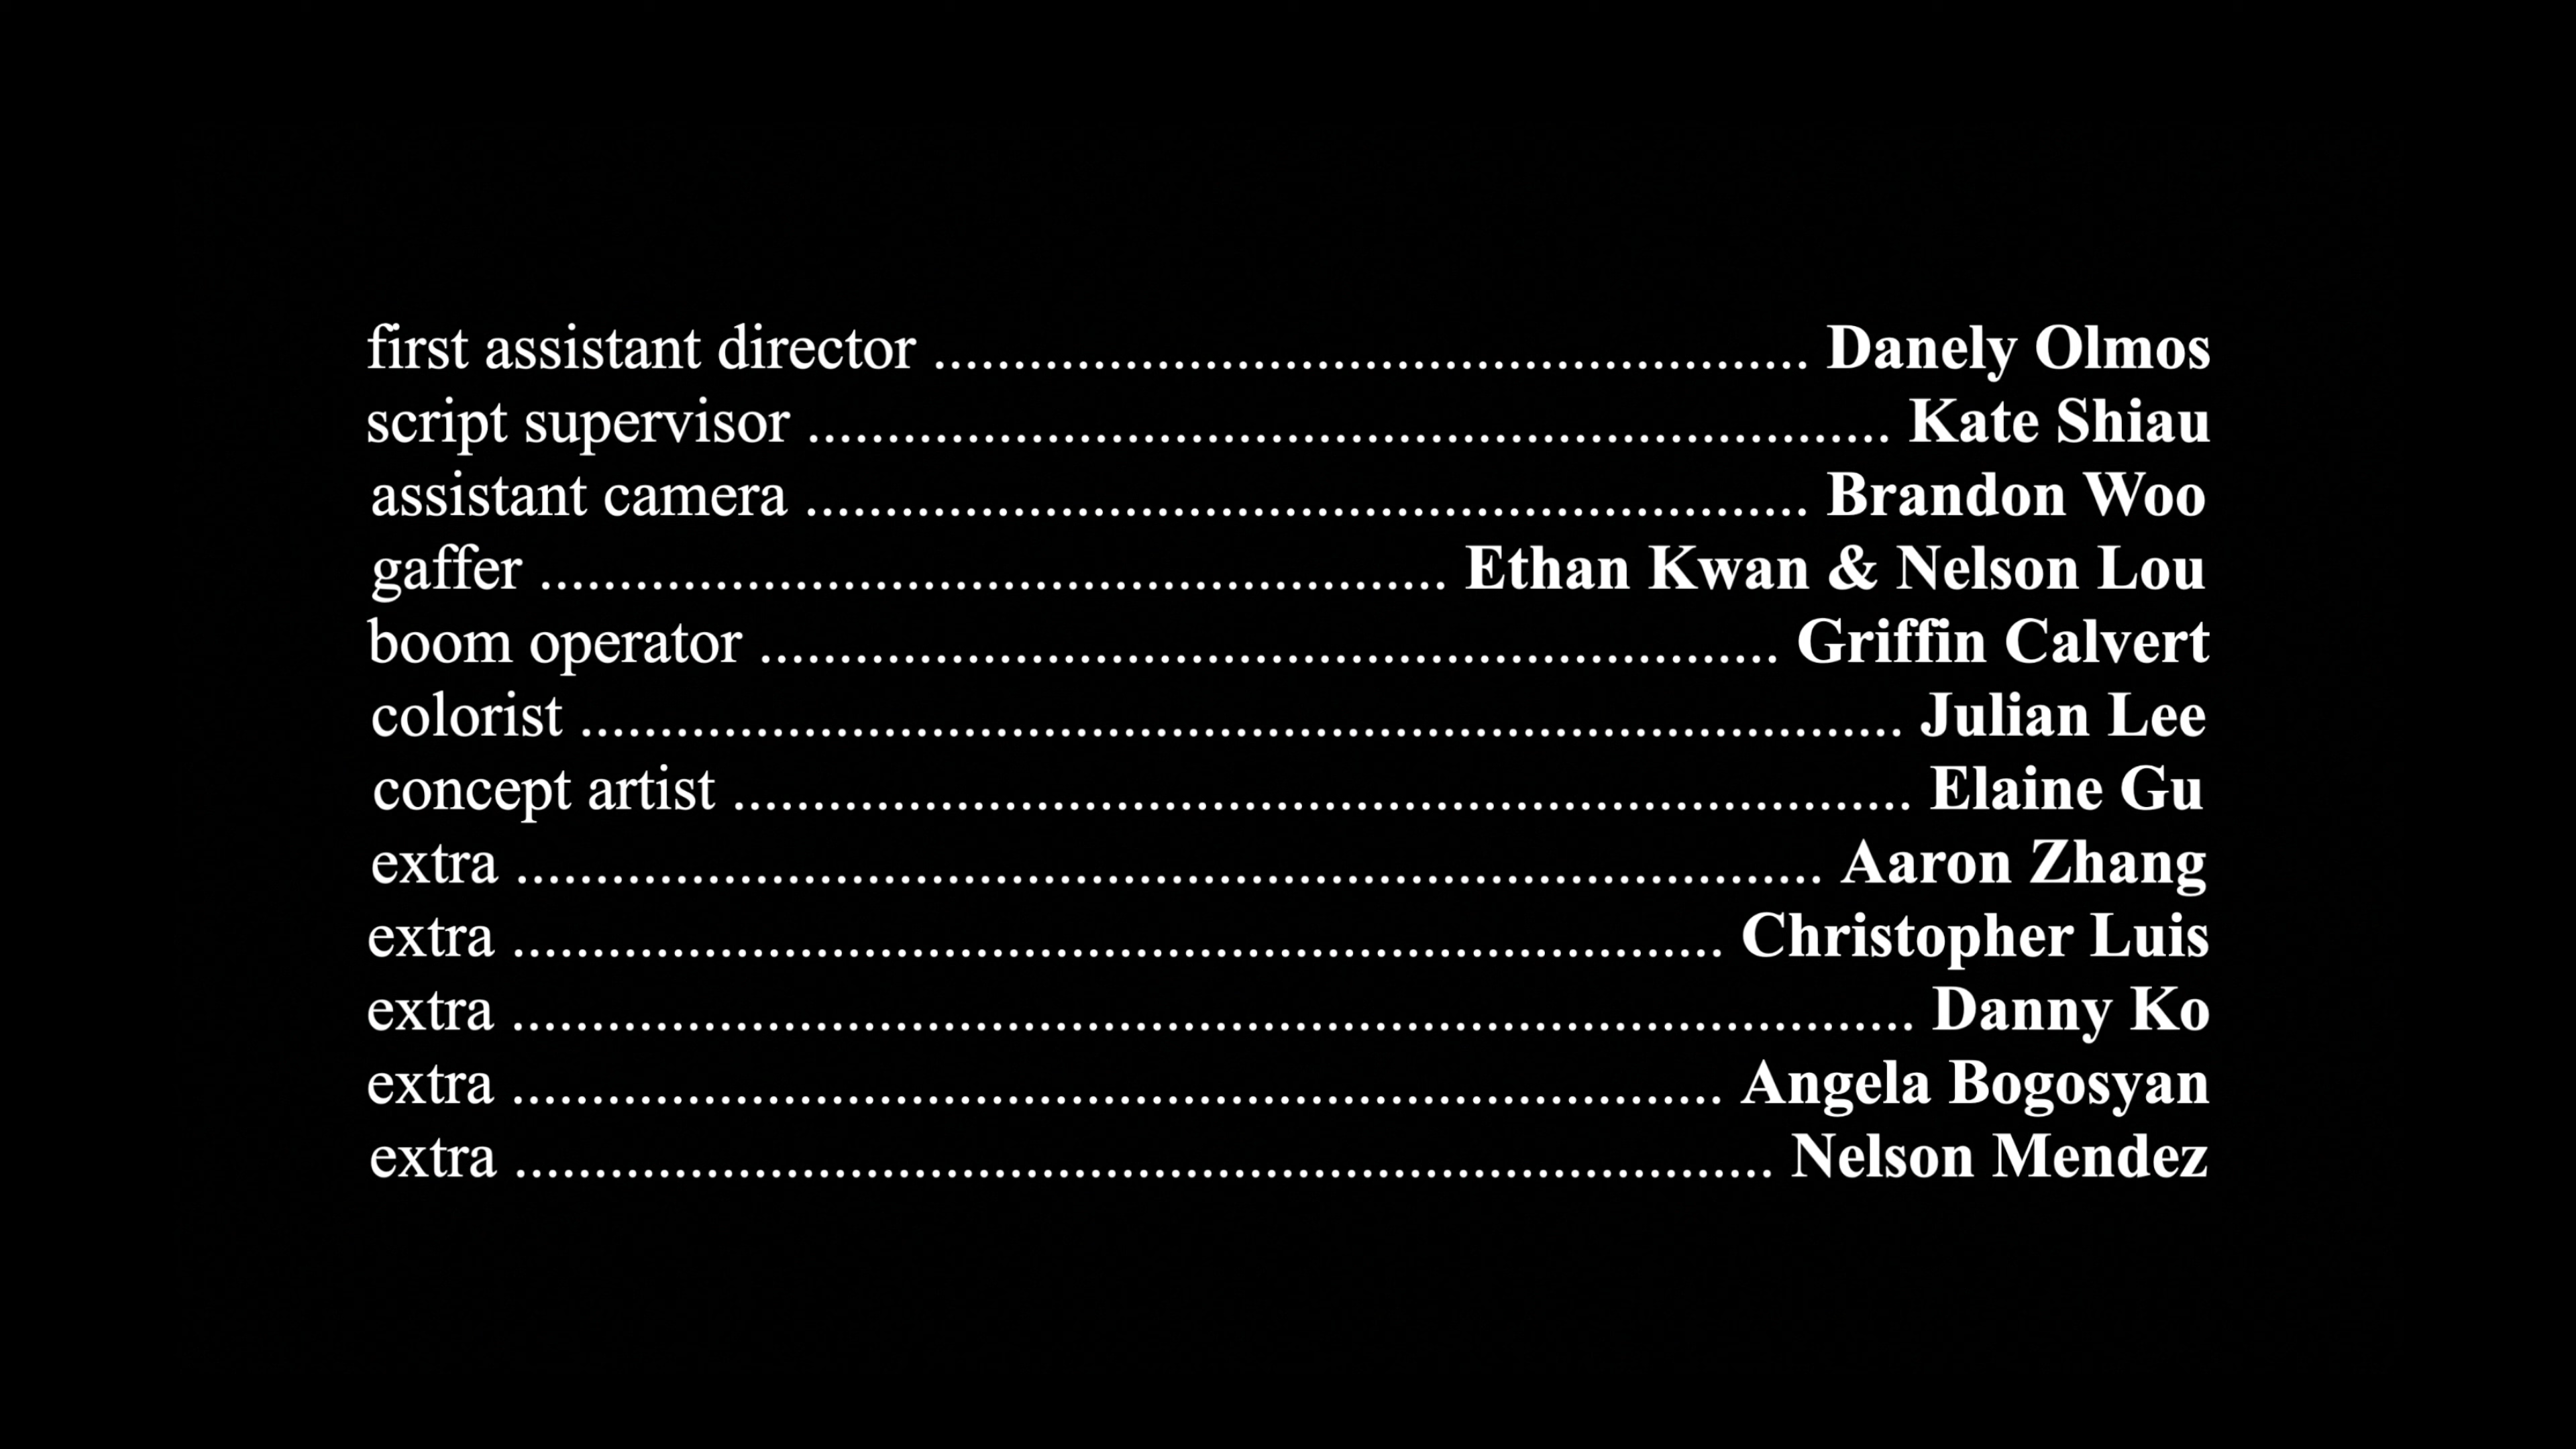 first assistant director ....................................................... Danely Olmos
script supervisor .................................................................... Kate Shiau
assistant camera ............................................................... Brandon Woo
gaffer ......................................................... Ethan Kwan & Nelson Lou
boom operator ................................................................ Griffin Calvert
colorist ................................................................................... Julian Lee
concept artist .......................................................................... Elaine Gu
extra .................................................................................. Aaron Zhang
extra ............................................................................ Christopher Luis
extra ........................................................................................ Danny Ko
extra ............................................................................ Angela Bogosyan
extra ............................................................................... Nelson Mendez